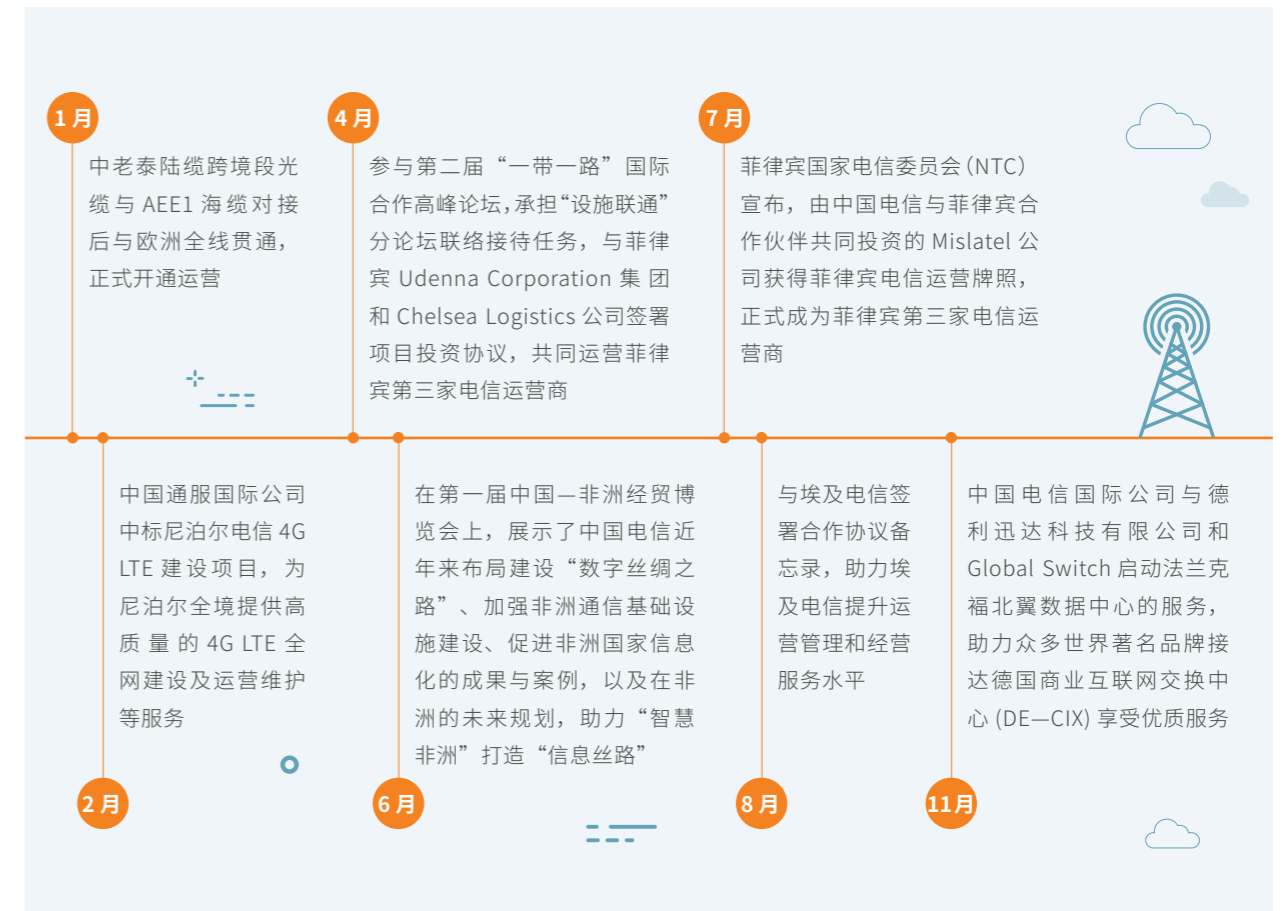 1 月
中老泰陆缆跨境段光
缆与 AEE1 海缆对接
后与欧洲全线贯通，
正式开通运营
4 月
参与第二届“一带一路”国际
合作高峰论坛，承担“设施联通”
分论坛联络接待任务，与菲律
宾 Udenna Corporation 集 团
和 Chelsea Logistics 公司签署
项目投资协议，共同运营菲律
宾第三家电信运营商
7 月
菲律宾国家电信委员会（NTC）
宣布，由中国电信与菲律宾合
作伙伴共同投资的 Mislatel 公
司获得菲律宾电信运营牌照，
正式成为菲律宾第三家电信运
营商
中国通服国际公司
中标尼泊尔电信 4G
LTE 建设项目，为
尼泊尔全境提供高
质 量 的 4G LTE 全
网建设及运营维护
等服务
2 月
在第一届中国—非洲经贸博
览会上，展示了中国电信近
年来布局建设“数字丝绸之
路”、加强非洲通信基础设
施建设、促进非洲国家信息
化的成果与案例，以及在非
洲的未来规划，助力“智慧
非洲”打造“信息丝路”
6 月
与埃及电信签
署合作协议备
忘录，助力埃
及电信提升运
营管理和经营
服务水平
8 月
中国电信国际公司与德
利迅达科技有限公司和
Global Switch 启动法兰克
福北翼数据中心的服务，
助力众多世界著名品牌接
达德国商业互联网交换中
心 (DE—CIX) 享受优质服务
11月